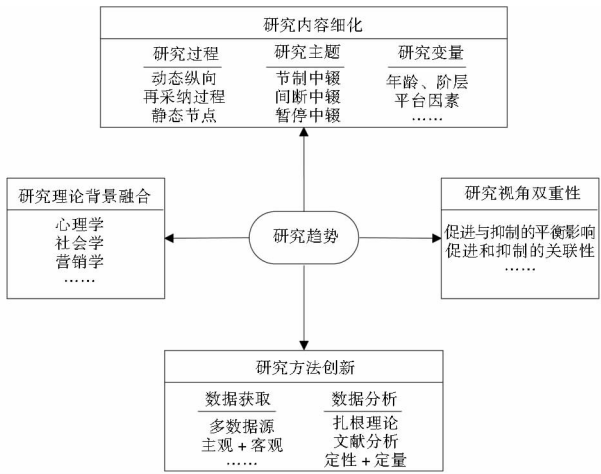 研究内容细化
研究过程
动态纵向
再采纳过程
静态节点
研究主题
节制中辍
间断中辍
暂停中辍
研究变量
年龄、阶层
平台因素
……
研究理论背景融合
心理学
社会学
营销学
……
研究趋势
研究视角双重性
促进与抑制的平衡影响
促进和抑制的关联性
……
研究方法创新
数据获取
多数据源
主观+客观
……
数据分析
扎根理论
文献分析
定性+定量